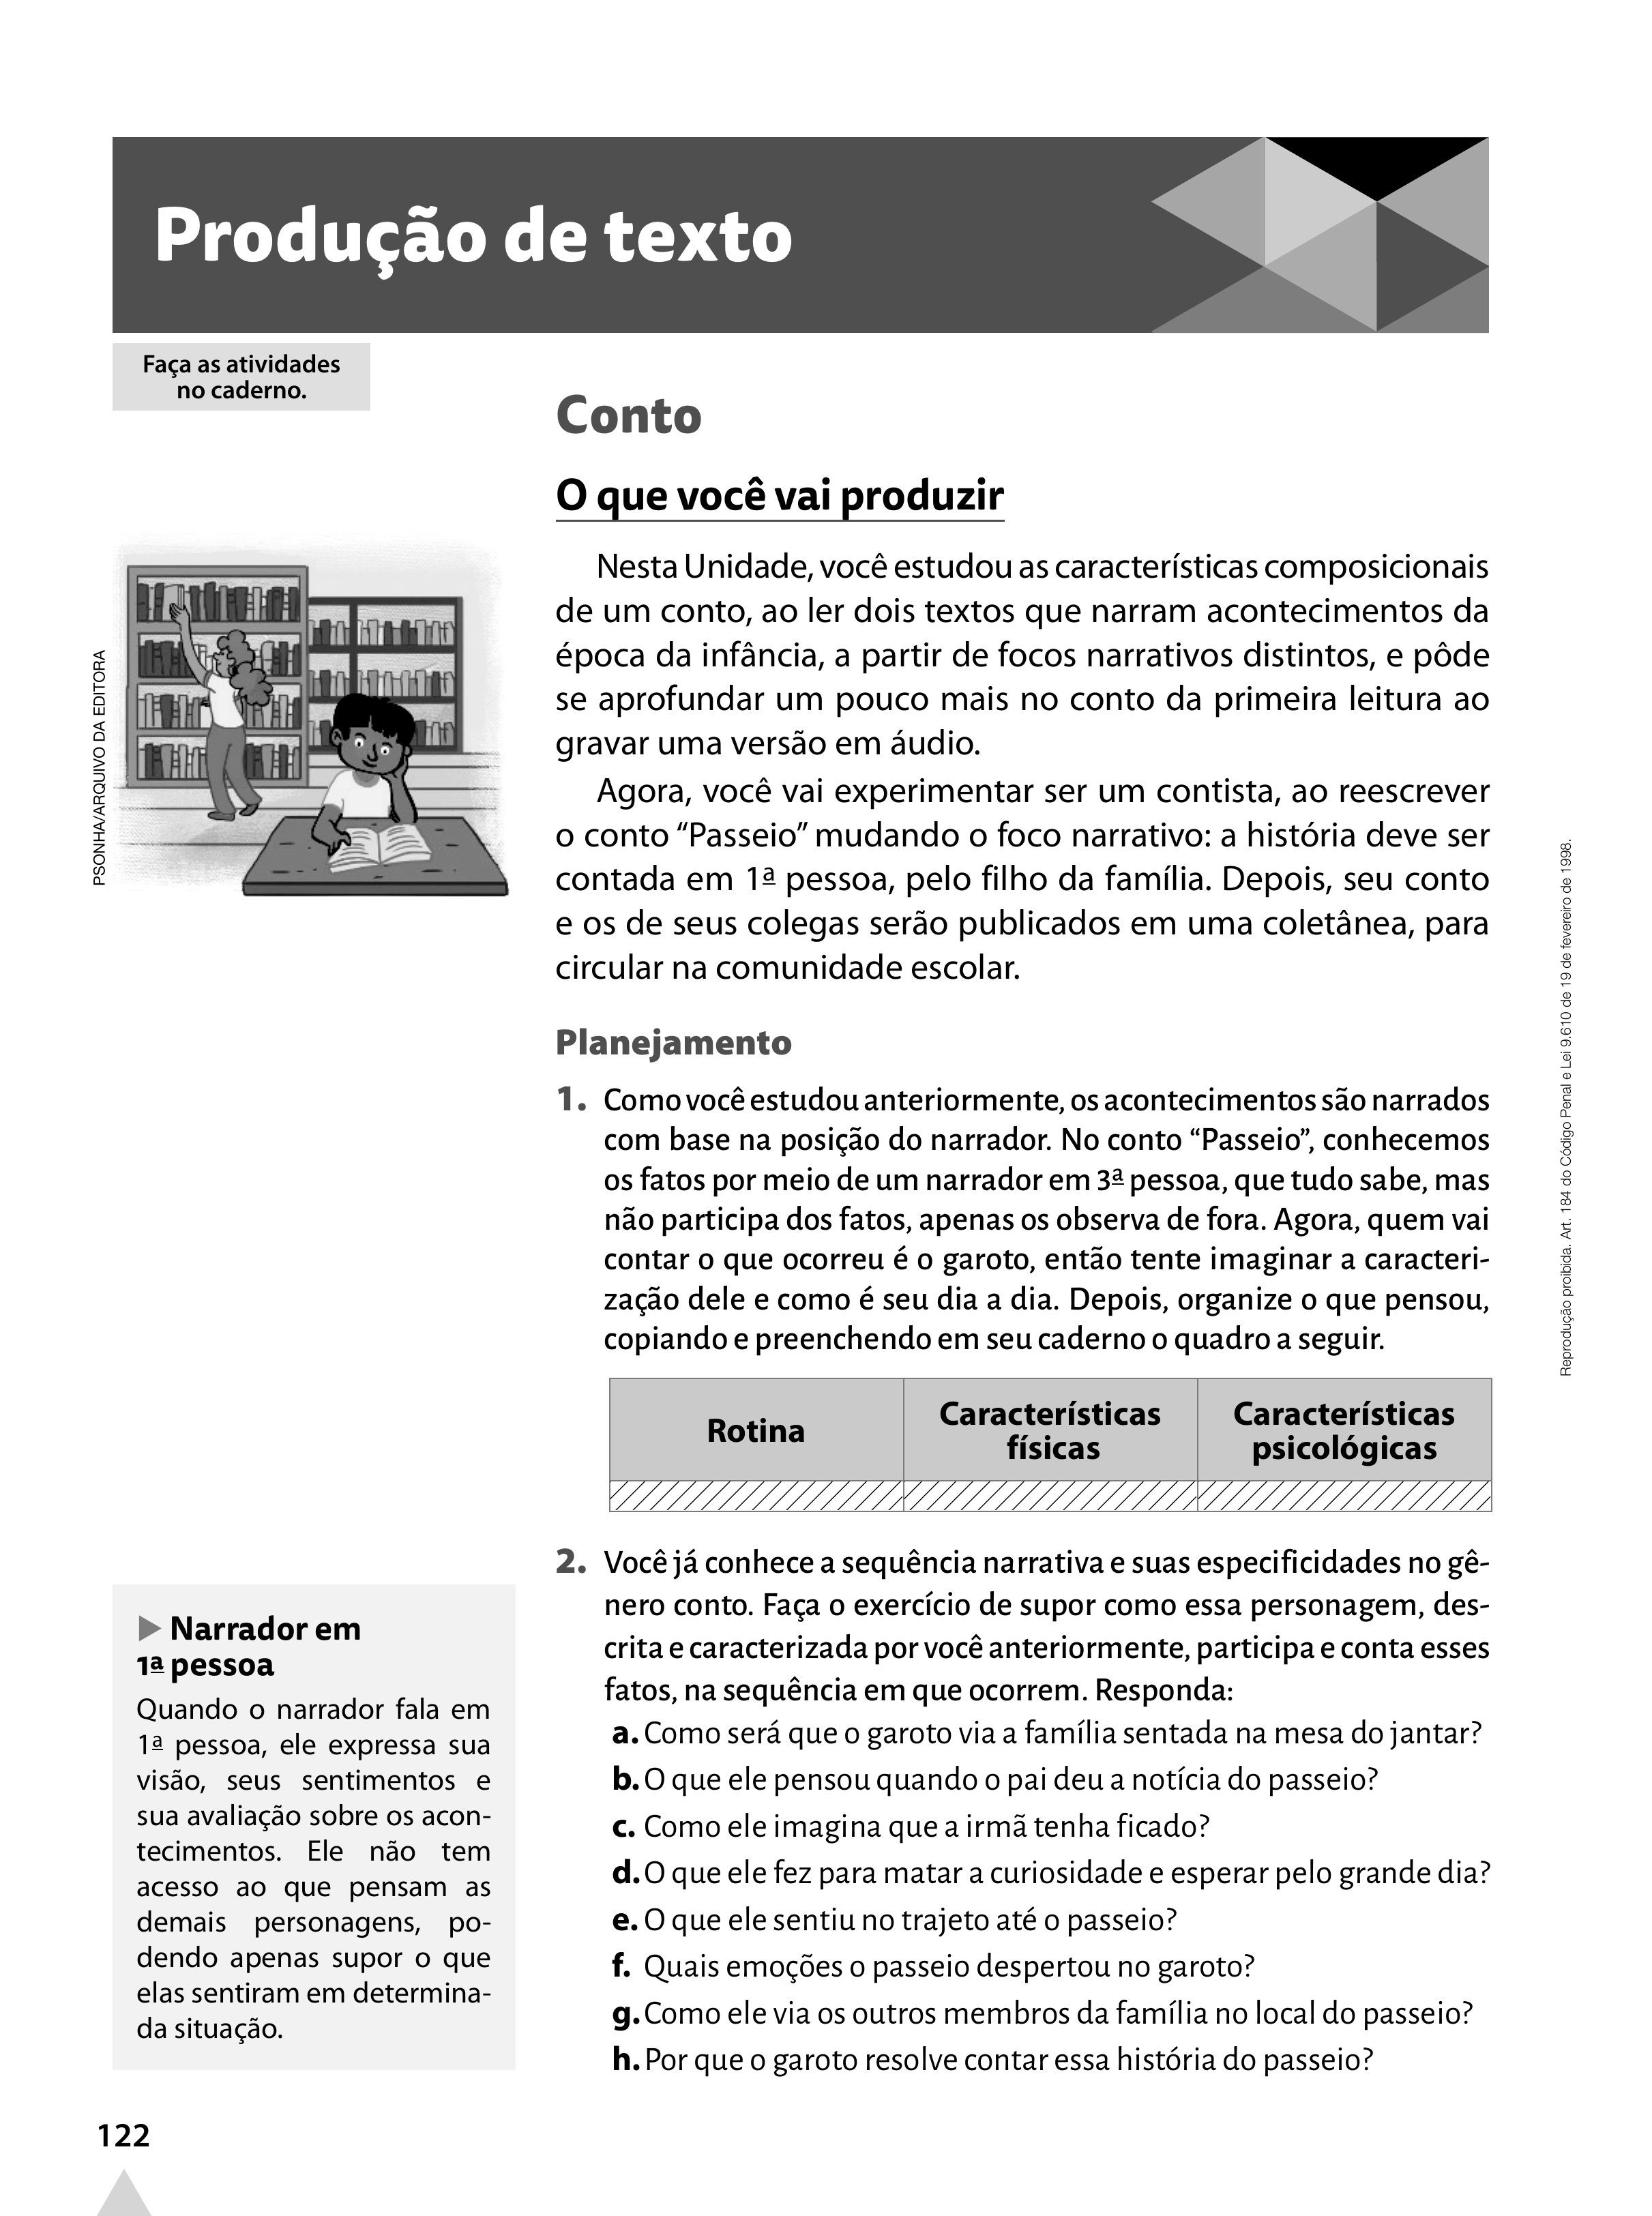 Produção de texto
Faça as atividades
no caderno.
Conto
O que você vai produzir
Nesta Unidade, você estudou as características composicionais
de um conto, ao ler dois textos que narram acontecimentos da
época da infância, a partir de focos narrativos distintos, e pôde
se aprofundar um pouco mais no conto da primeira leitura ao
gravar uma versão em áudio.
Agora, você vai experimentar ser um contista, ao reescrever
o conto “Passeio” mudando o foco narrativo: a história deve ser
contada em 1ª pessoa, pelo filho da família. Depois, seu conto
e os de seus colegas serão publicados em uma coletânea, para
circular na comunidade escolar.
PSONHA/ARQUIVO DA EDITORA
Planejamento
1. Como você estudou anteriormente, os acontecimentos são narrados
com base na posição do narrador. No conto “Passeio”, conhecemos
os fatos por meio de um narrador em 3ª pessoa, que tudo sabe, mas
não participa dos fatos, apenas os observa de fora. Agora, quem vai
contar o que ocorreu é o garoto, então tente imaginar a caracteri-
zação dele e como é seu dia a dia. Depois, organize o que pensou,
copiando e preenchendo em seu caderno o quadro a seguir.
Rotina
Características
físicas
Características
psicológicas
2. Você já conhece a sequência narrativa e suas especificidades no gê-
nero conto. Faça o exercício de supor como essa personagem, des-
crita e caracterizada por você anteriormente, participa e conta esses
fatos, na sequência em que ocorrem. Responda:
a. Como será que o garoto via a família sentada na mesa do jantar?
b. O que ele pensou quando o pai deu a notícia do passeio?
c. Como ele imagina que a irmã tenha ficado?
d. O que ele fez para matar a curiosidade e esperar pelo grande dia?
e. O que ele sentiu no trajeto até o passeio?
f. Quais emoções o passeio despertou no garoto?
g. Como ele via os outros membros da família no local do passeio?
h. Por que o garoto resolve contar essa história do passeio?
Narrador em
1ª pessoa
Quando o narrador fala em
1ª pessoa, ele expressa sua
visão, seus sentimentos e
sua avaliação sobre os acon-
tecimentos. Ele não tem
acesso ao que pensam as
demais personagens, po-
dendo apenas supor o que
elas sentiram em determina-
da situação.
Reprodução proibida. Art. 184 do Código Penal e Lei 9.610 de 19 de fevereiro de 1998.
122